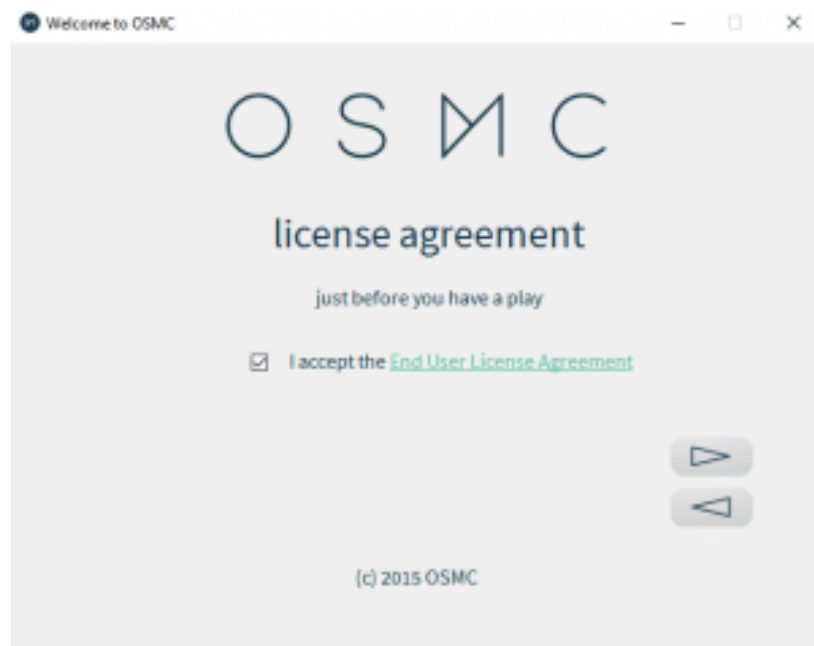 Welcome to OSMC
OSMC
license agreement
just before you have a play
I accept the End User License Agreement
(c) 2015 OSMC